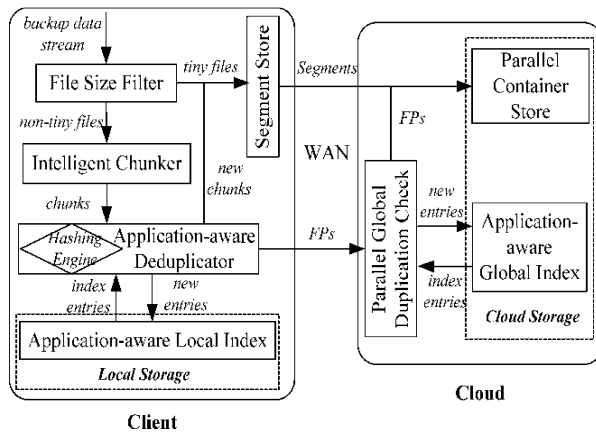 backup data
stream
File Size Filter
tiny files
Segment Store
Segments
Parallel
Container
Store
non-tiny files
Intelligent Chunker
new
chunks
WAN
FPs
chunks
Hashing
Engine
Application-aware
Deduplicator
FPs
Parallel Global
Duplication Check
new
entries
Application-
aware
Global Index
index
entries
index
entries
new
entries
Cloud Storage
Application-aware Local Index
Local Storage
Client
Cloud